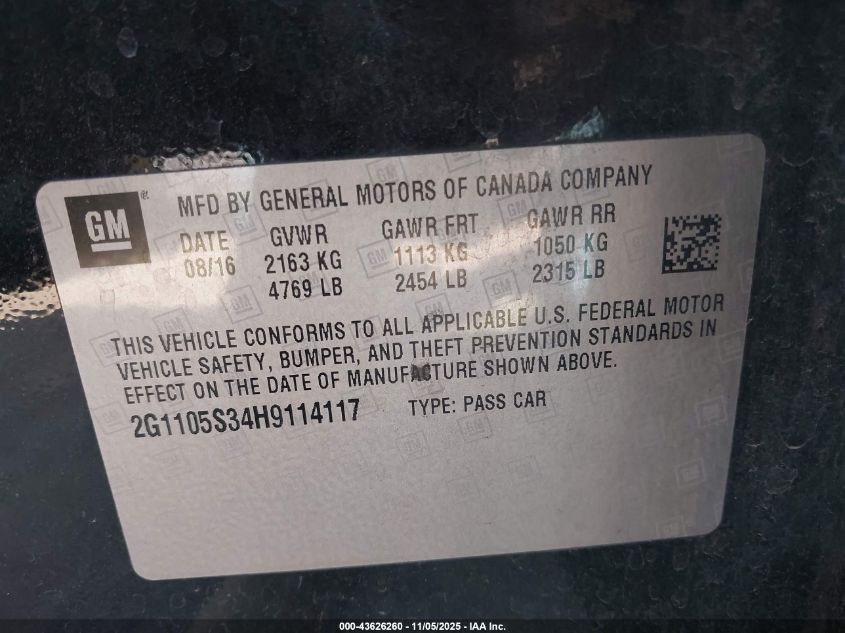 GM ® MFD BY GENERAL MOTORS OF CANADA COMPANY
DATE GVWR GAWR FRT GAWR RR
08/16 2163 KG 1113 KG 1050 KG
4769 LB 2454 LB 2315 LB
THIS VEHICLE CONFORMS TO ALL APPLICABLE U.S. FEDERAL MOTOR
VEHICLE SAFETY, BUMPER, AND THEFT PREVENTION STANDARDS IN
EFFECT ON THE DATE OF MANUFACTURE SHOWN ABOVE.
2G1105S34H9114117 TYPE: PASS CAR
000-43626260 - 11/05/2025 - IAA Inc.